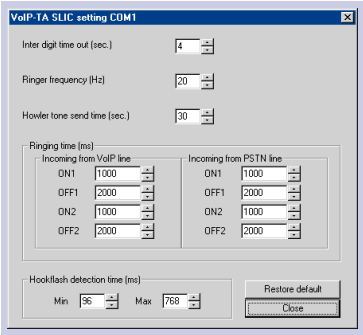 VoIP-TA SLIC setting COM1
Inter digit time out (sec.) 4
Ringer frequency (Hz) 20
Howler tone send time (sec.) 30
Ringing time (ms)
Incoming from VoIP line
ON1 1000
OFF1 2000
ON2 1000
OFF2 2000
Incoming from PSTN line
ON1 1000
OFF1 2000
ON2 1000
OFF2 2000
Hookflash detection time (ms)
Min 96 Max 768
Restore default
Close